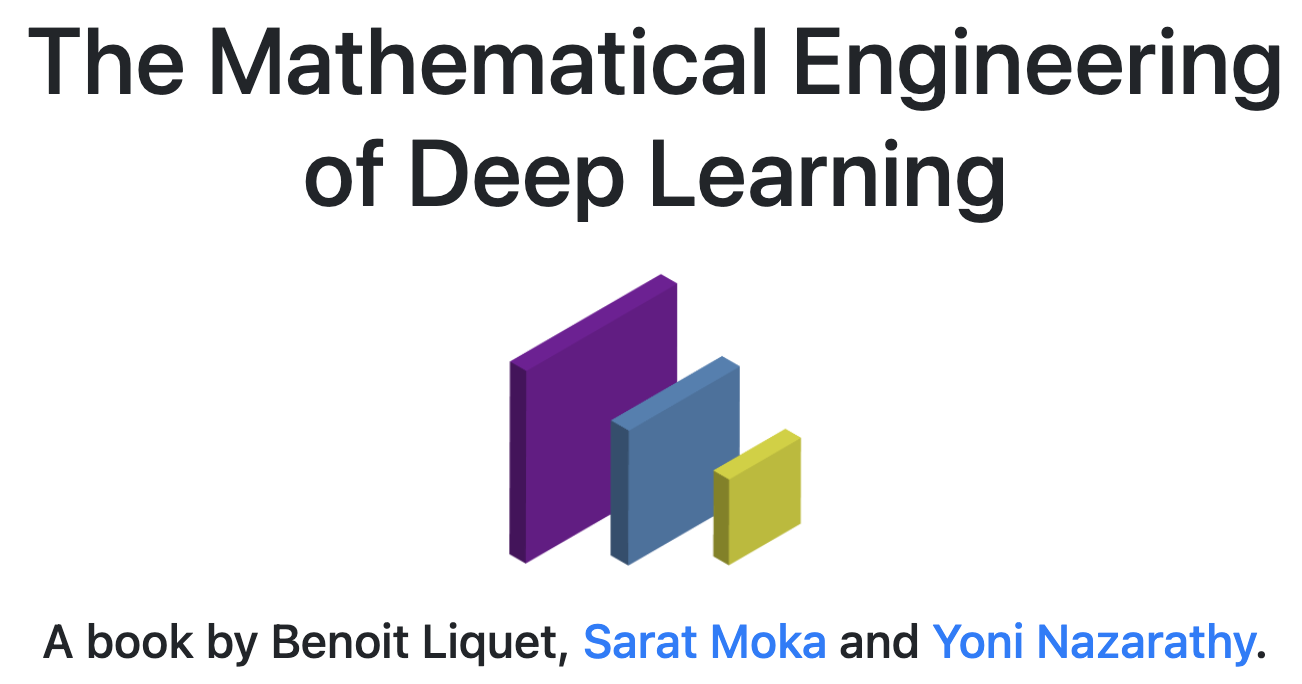 The Mathematical Engineering
of Deep Learning
A book by Benoit Liquet, Sarat Moka and Yoni Nazarathy.